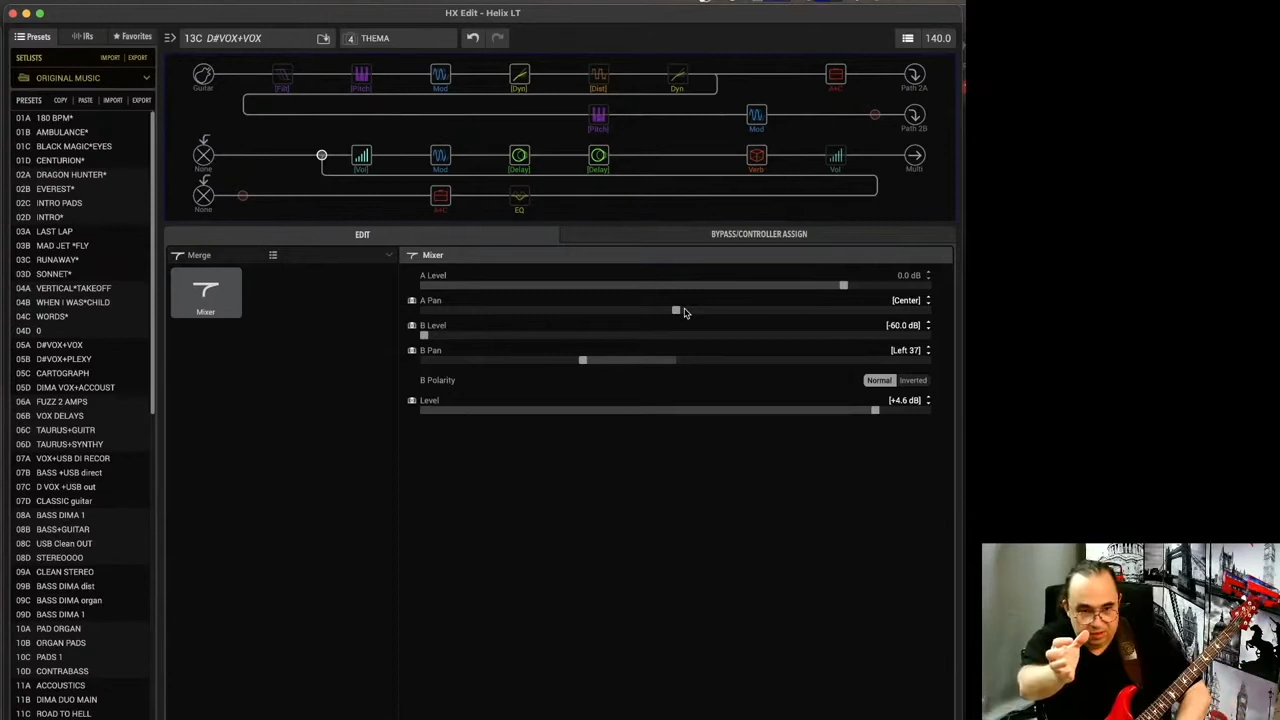 HX Edit - Helix LT
Presets
IRs
Favorites
13C D#VOX+VOX
4 THEMA
140.0
SETLISTS
IMPORT | EXPORT
ORIGINAL MUSIC
PRESETS COPY PASTE IMPORT EXPORT
01A 180 BPM*
01B AMBULANCE*
01C BLACK MAGIC*EYES
01D CENTURION*
02A DRAGON HUNTER*
02B EVEREST*
02C INTRO PADS
02D INTRO*
03A LAST LAP
03B MAD JET *FLY
03C RUNAWAY*
03D SONNET*
04A VERTICAL*TAKEOFF
04B WHEN I WAS*CHILD
04C WORDS*
04D 0
05A D#VOX+VOX
05B D#VOX+PLEXY
05C CARTOGRAPH
05D DIMA VOX+ACCOUST
06A FUZZ 2 AMPS
06B VOX DELAYS
06C TAURUS+GUITR
06D TAURUS+SYNTHY
07A VOX+USB DI RECOR
07B BASS +USB direct
07C D VOX +USB out
07D CLASSIC guitar
08A BASS DIMA 1
08B BASS+GUITAR
08C USB Clean OUT
08D STEREOOOO
09A CLEAN STEREO
09B BASS DIMA dist
09C BASS DIMA organ
09D BASS DIMA 1
10A PAD ORGAN
10B ORGAN PADS
10C PADS 1
10D CONTRABASS
11A ACCOUSTICS
11B DIMA DUO MAIN
11C ROAD TO HELL
Guitar [Filt] [Pitch] Mod [Dyn] [Dist] Dyn A+C Path 2A
[Pitch] Mod Path 2B
None [Vol] Mod [Delay] [Delay] Verb Vol Multi
None A+C EQ
EDIT
BYPASS/CONTROLLER ASSIGN
Merge
Mixer
Mixer
A Level 0.0 dB
A Pan [Center]
B Level [-60.0 dB]
B Pan [Left 37]
B Polarity Normal Inverted
Level [+4.6 dB]